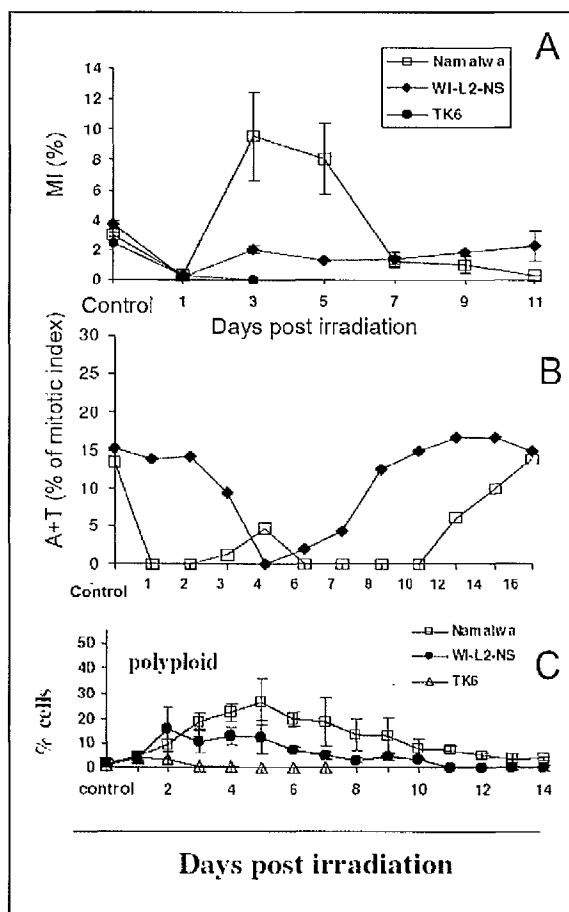 A
14
12
10
8
6
4
2
0
MI (%)
Namalwa
WI-L2-NS
TK6
Control 1 3 5 7 9 11
Days post irradiation
B
30
25
20
15
10
5
0
A+T (% of mitotic index)
Control 1 2 3 4 6 7 8 10 12 14 16
C
50
40
30
20
10
0
% cells
polyploid
Namalwa
WI-L2-NS
TK6
control 2 4 6 8 10 12 14
Days post irradiation